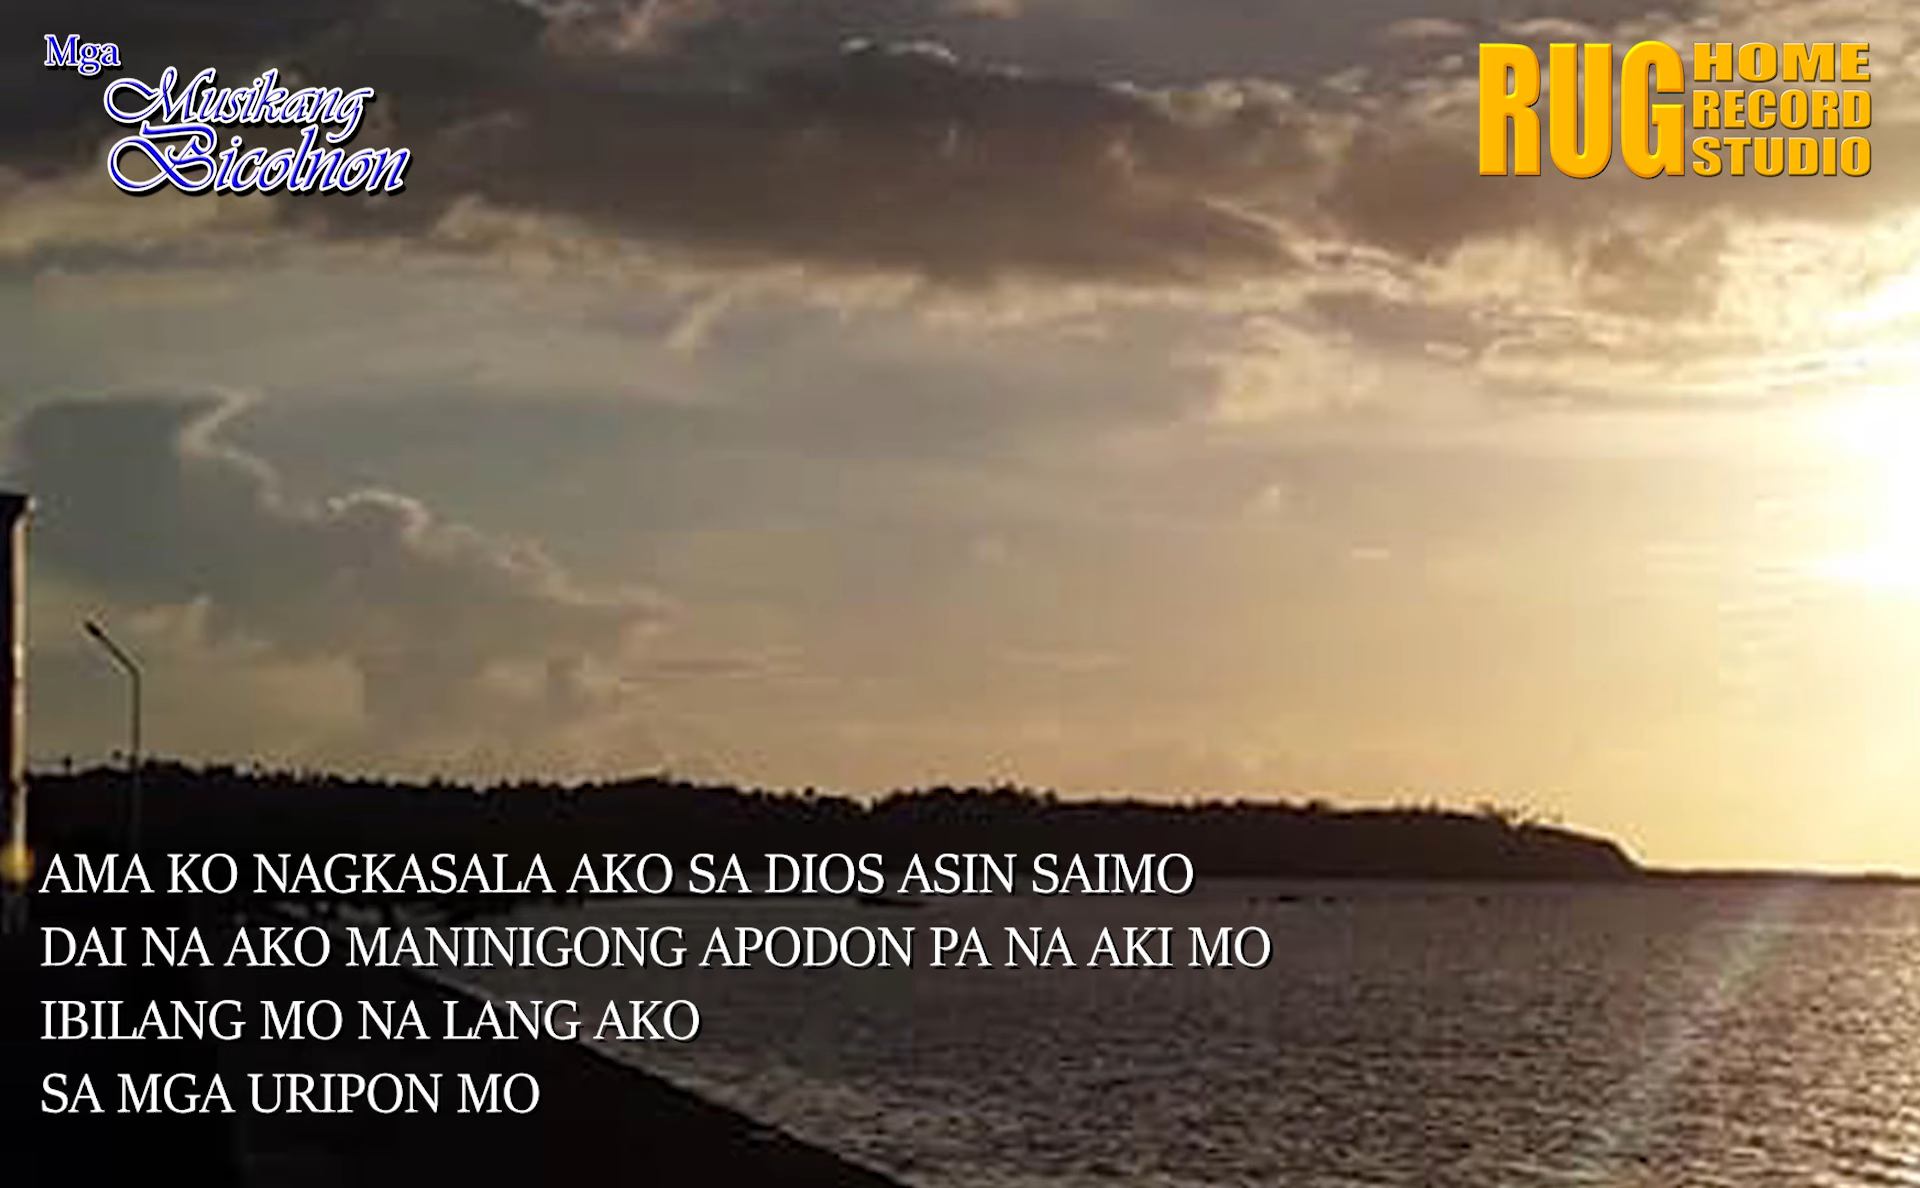 Mga
Musikang
Bicolnon
RUG HOME
RECORD
STUDIO
AMA KO NAGKASALA AKO SA DIOS ASIN SAIMO
DAI NA AKO MANINIGONG APODON PA NA AKI MO
IBILANG MO NA LANG AKO
SA MGA URIPON MO